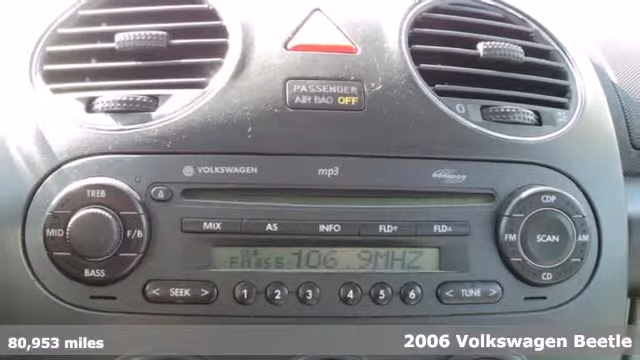 PASSENGER
AIR BAG OFF
0
VOLKSWAGEN mp3
TREB
MID F/B
BASS
MIX AS INFO FLD▾ FLD▴
106.9MHZ
CDP
FM SCAN AM
CD
< SEEK > 1 2 3 4 5 6 < TUNE >
80,953 miles
2006 Volkswagen Beetle